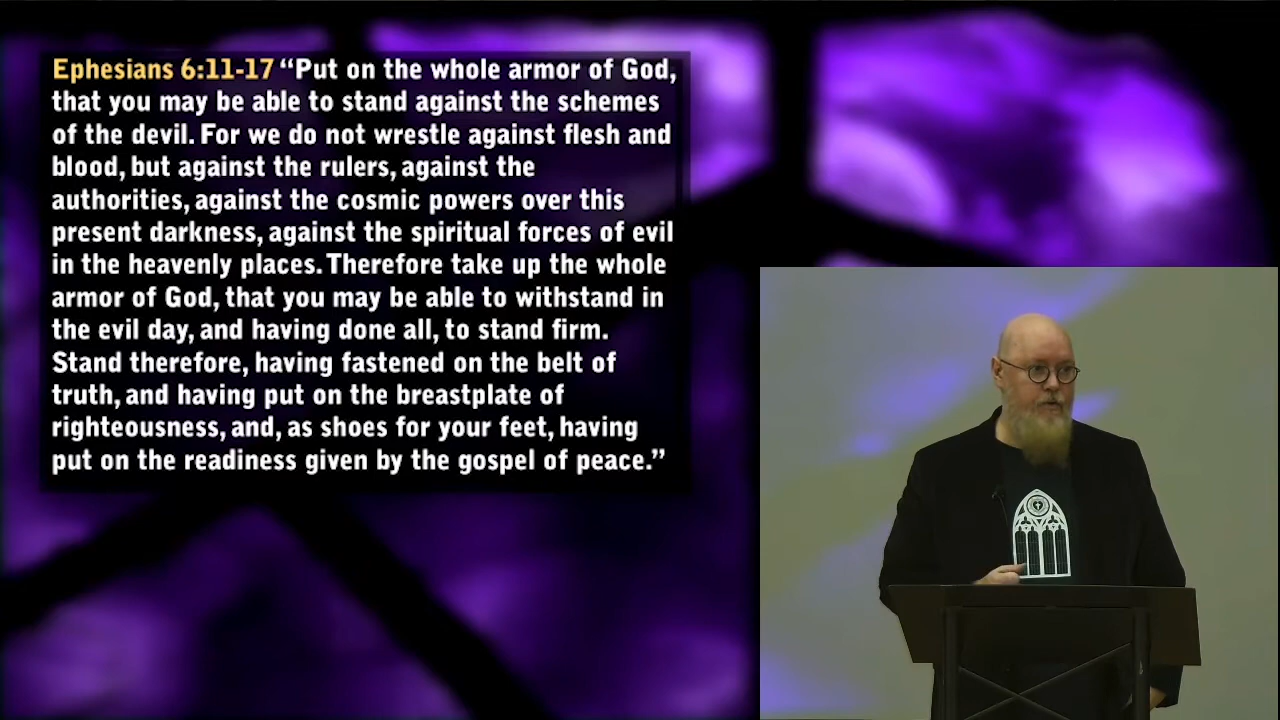 Ephesians 6:11-17 “Put on the whole armor of God,
that you may be able to stand against the schemes
of the devil. For we do not wrestle against flesh and
blood, but against the rulers, against the
authorities, against the cosmic powers over this
present darkness, against the spiritual forces of evil
in the heavenly places. Therefore take up the whole
armor of God, that you may be able to withstand in
the evil day, and having done all, to stand firm.
Stand therefore, having fastened on the belt of
truth, and having put on the breastplate of
righteousness, and, as shoes for your feet, having
put on the readiness given by the gospel of peace.”